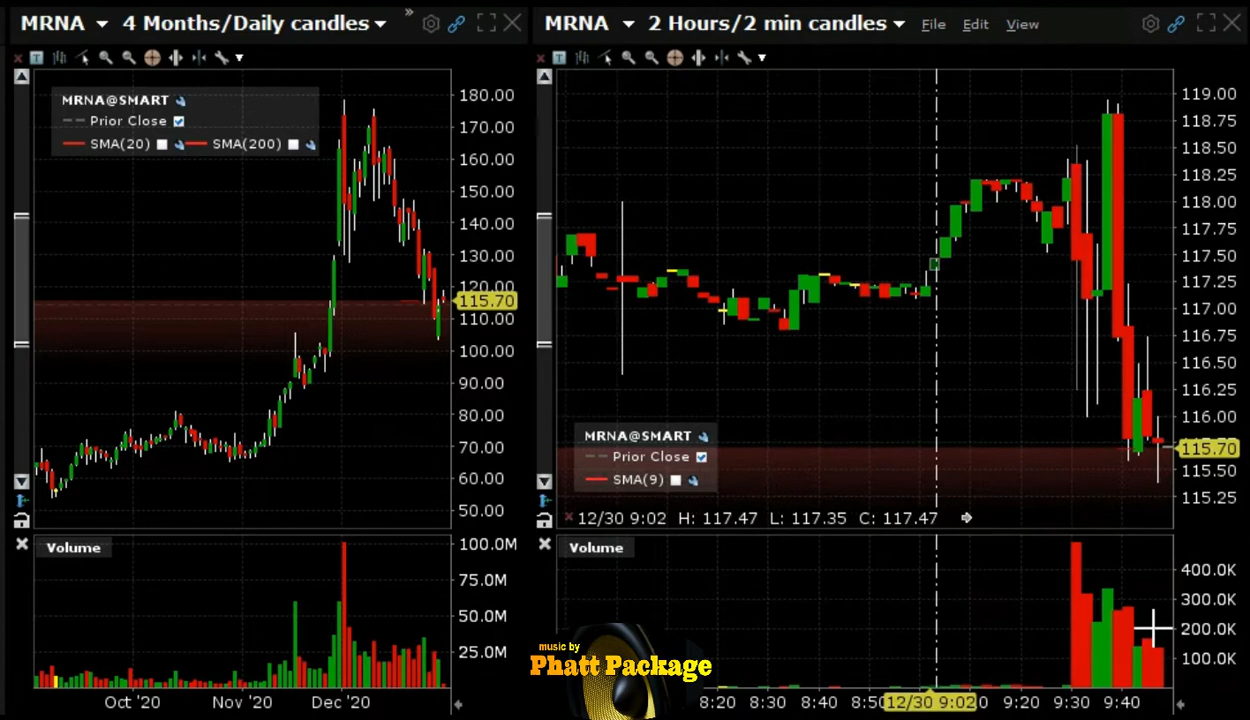 MRNA 4 Months/Daily candles »
MRNA@SMART
Prior Close
SMA(20) SMA(200)
180.00
170.00
160.00
150.00
140.00
130.00
120.00
115.70
110.00
100.00
90.00
80.00
70.00
60.00
50.00
Volume
100.0M
75.0M
50.0M
25.0M
Oct '20 Nov '20 Dec '20
MRNA 2 Hours/2 min candles File Edit View
119.00
118.75
118.50
118.25
118.00
117.75
117.50
117.25
117.00
116.75
116.50
116.25
116.00
115.70
115.50
115.25
MRNA@SMART
Prior Close
SMA(9)
12/30 9:02 H: 117.47 L: 117.35 C: 117.47
Volume
400.0K
300.0K
200.0K
100.0K
8:20 8:30 8:40 8:50 12/30 9:02 9:20 9:30 9:40
music by
Phatt Package